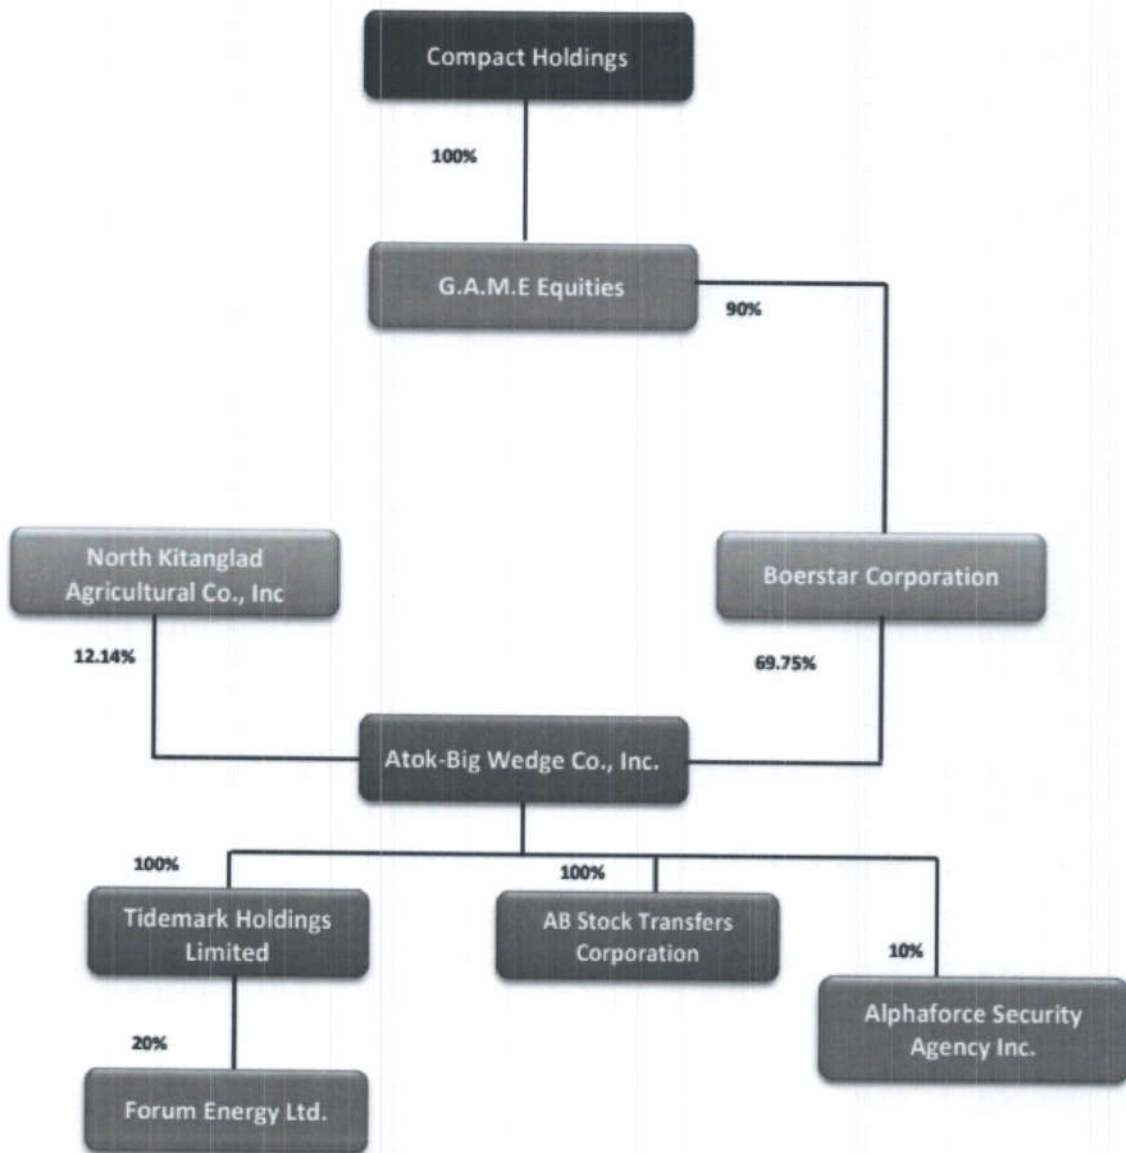 Compact Holdings
100%
G.A.M.E Equities
90%
North Kitanglad
Agricultural Co., Inc
Boerstar Corporation
12.14%
69.75%
Atok-Big Wedge Co., Inc.
100%
100%
Tidemark Holdings
Limited
AB Stock Transfers
Corporation
10%
Alphaforce Security
Agency Inc.
20%
Forum Energy Ltd.